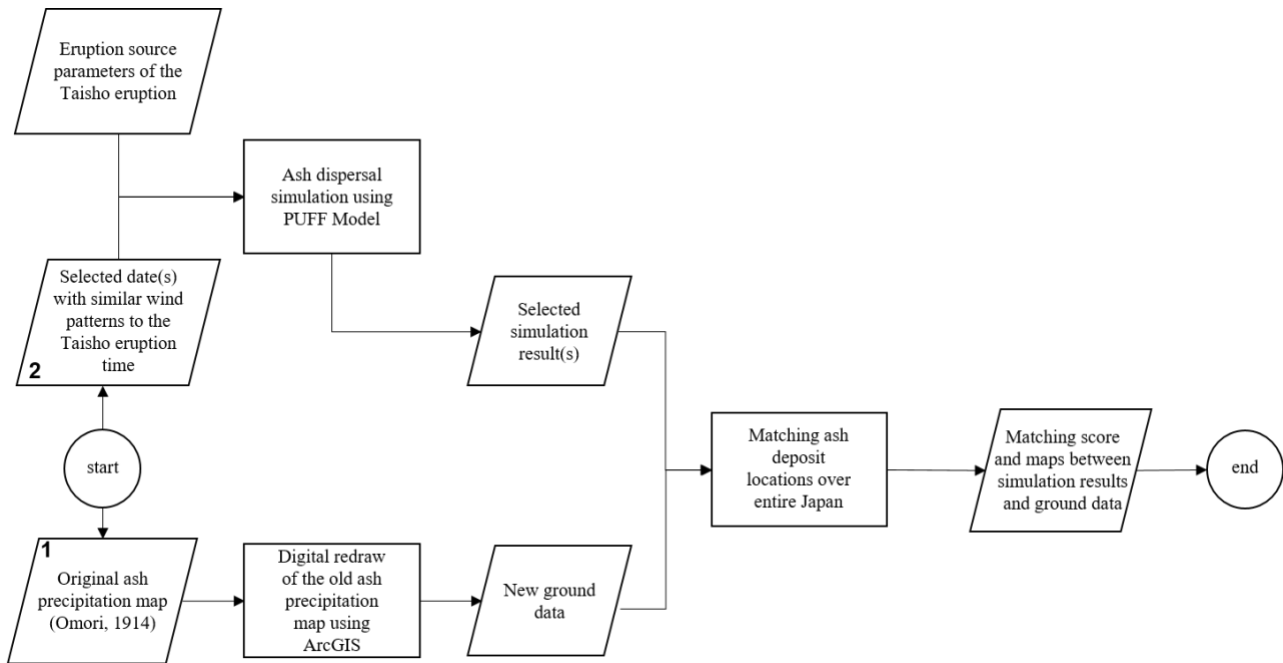 Eruption source
parameters of the
Taisho eruption
Ash dispersal
simulation using
PUFF Model
Selected date(s)
with similar wind
patterns to the
Taisho eruption
time
2
Selected
simulation
result(s)
start
Matching ash
deposit
locations over
entire Japan
Matching score
and maps between
simulation results
and ground data
end
1
Original ash
precipitation map
(Omori, 1914)
Digital redraw
of the old ash
precipitation
map using
ArcGIS
New ground
data